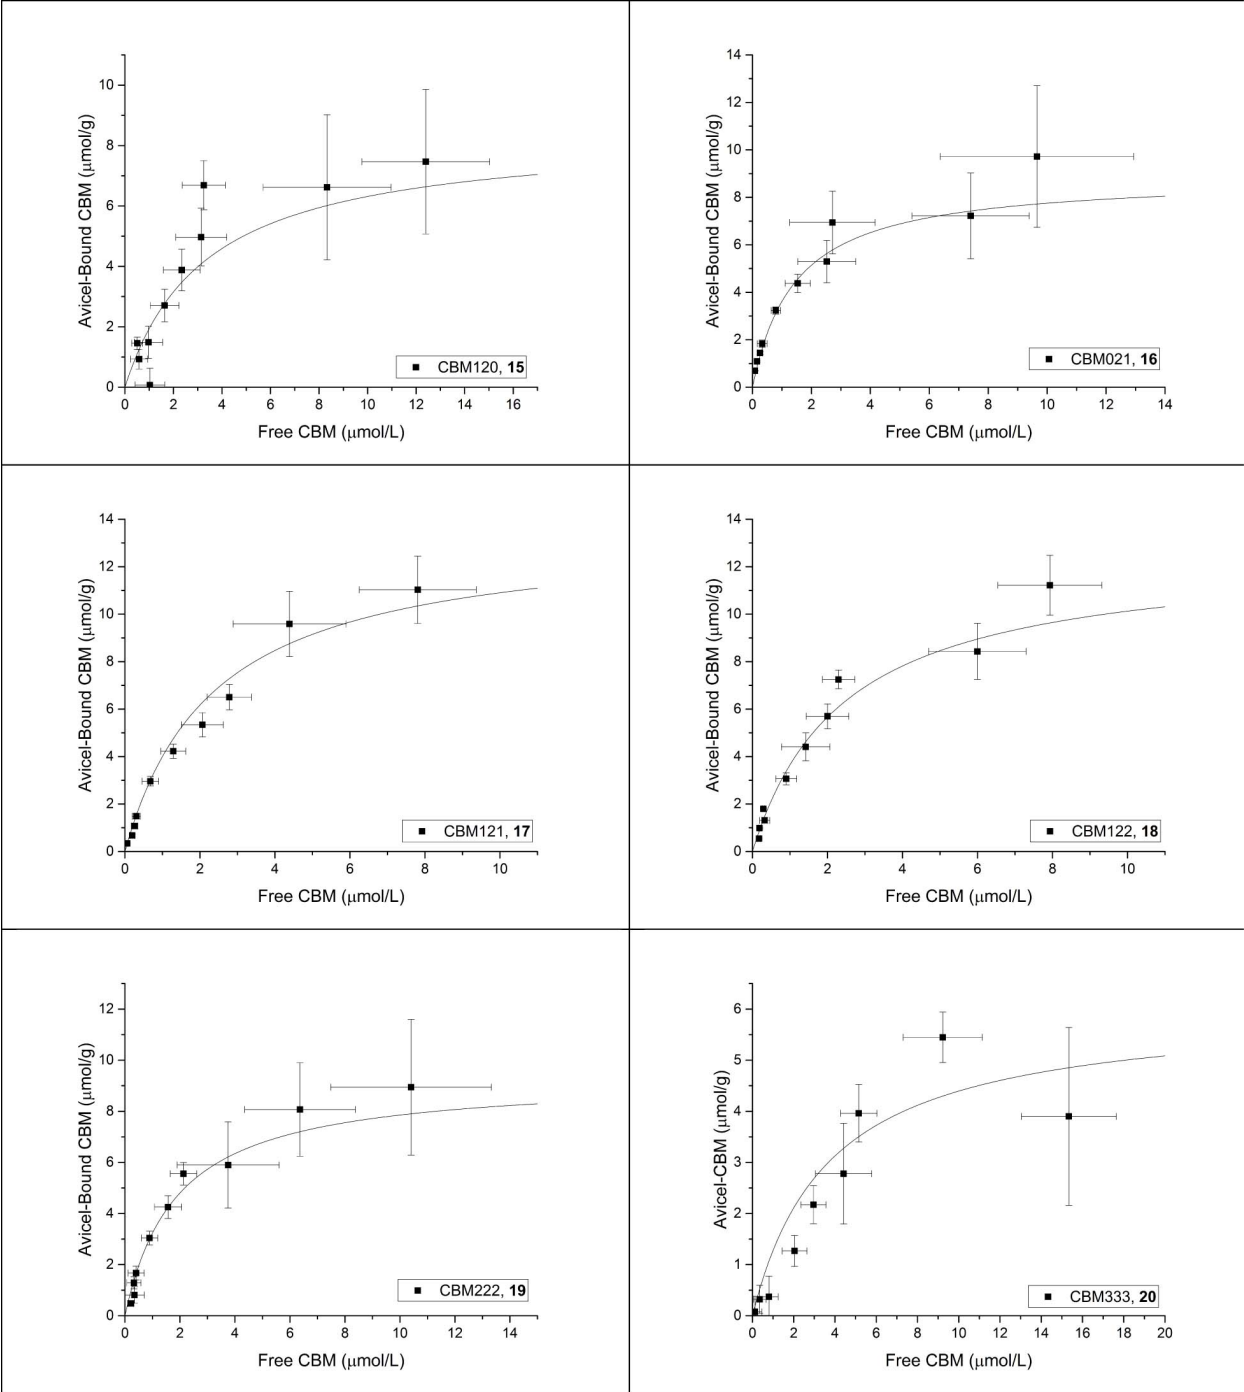 Avicel-Bound CBM (μmol/g)
10
8
6
4
2
0
0 2 4 6 8 10 12 14 16
Free CBM (μmol/L)
CBM120, 15
Avicel-Bound CBM (μmol/g)
14
12
10
8
6
4
2
0
0 2 4 6 8 10 12 14
Free CBM (μmol/L)
CBM021, 16
Avicel-Bound CBM (μmol/g)
14
12
10
8
6
4
2
0
0 2 4 6 8 10
Free CBM (μmol/L)
CBM121, 17
Avicel-Bound CBM (μmol/g)
14
12
10
8
6
4
2
0
0 2 4 6 8 10
Free CBM (μmol/L)
CBM122, 18
Avicel-Bound CBM (μmol/g)
12
10
8
6
4
2
0
0 2 4 6 8 10 12 14
Free CBM (μmol/L)
CBM222, 19
Avicel-CBM (μmol/g)
6
5
4
3
2
1
0
0 2 4 6 8 10 12 14 16 18 20
Free CBM (μmol/L)
CBM333, 20